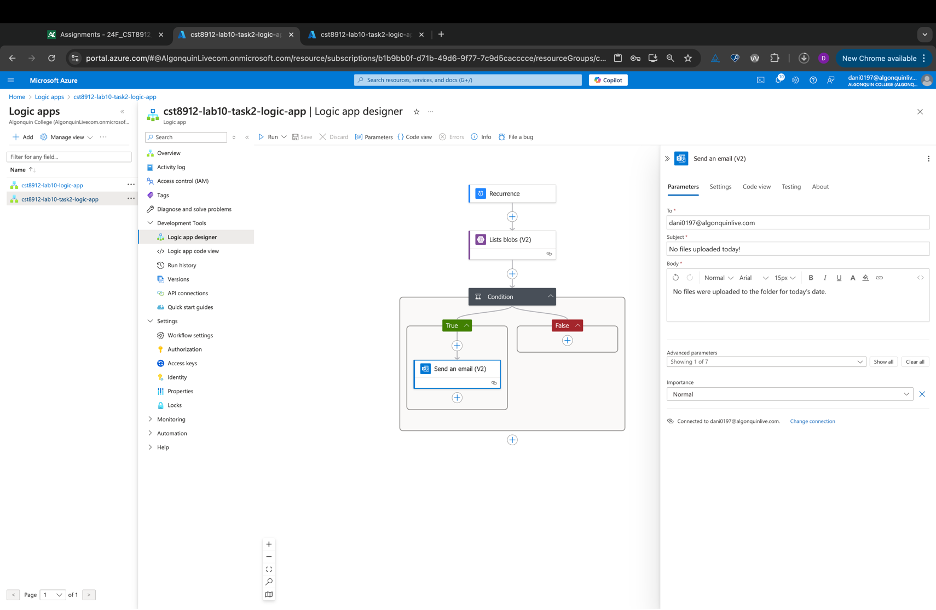 Assignments - 24F_CST8912
cst8912-lab10-task2-logic-a
cst8912-lab10-task2-logic-a
portal.azure.com/#@AlgonquinLivecom.onmicrosoft.com/resource/subscriptions/b1b9bb0f-d71b-49d6-9f77-7c9d5cacccce/resourceGroups/c...
New Chrome available
Microsoft Azure
Search resources, services, and docs (G+/)
Copilot
dani0197@algonquinliv...
ALGONQUIN COLLEGE (ALGONQ...
Home > Logic apps > cst8912-lab10-task2-logic-app
Logic apps
Algonquin College (AlgonquinLivecom.onmicrosof...
Add
Manage view
Filter for any field...
Name
cst8912-lab10-logic-app
cst8912-lab10-task2-logic-app
Page 1 of 1
cst8912-lab10-task2-logic-app | Logic app designer
Logic app
Search
Overview
Activity log
Access control (IAM)
Tags
Diagnose and solve problems
Development Tools
Logic app designer
Logic app code view
Run history
Versions
API connections
Quick start guides
Settings
Workflow settings
Authorization
Access keys
Identity
Properties
Locks
Monitoring
Automation
Help
Run
Save
Discard
Parameters
Code view
Errors
Info
File a bug
Recurrence
Lists blobs (V2)
Condition
True
False
Send an email (V2)
Send an email (V2)
Parameters
Settings
Code view
Testing
About
To *
dani0197@algonquinlive.com
Subject *
No files uploaded today!
Body *
Normal
Arial
15px
B
I
U
A
No files were uploaded to the folder for today's date.
Advanced parameters
Showing 1 of 7
Show all
Clear all
Importance
Normal
Connected to dani0197@algonquinlive.com.
Change connection